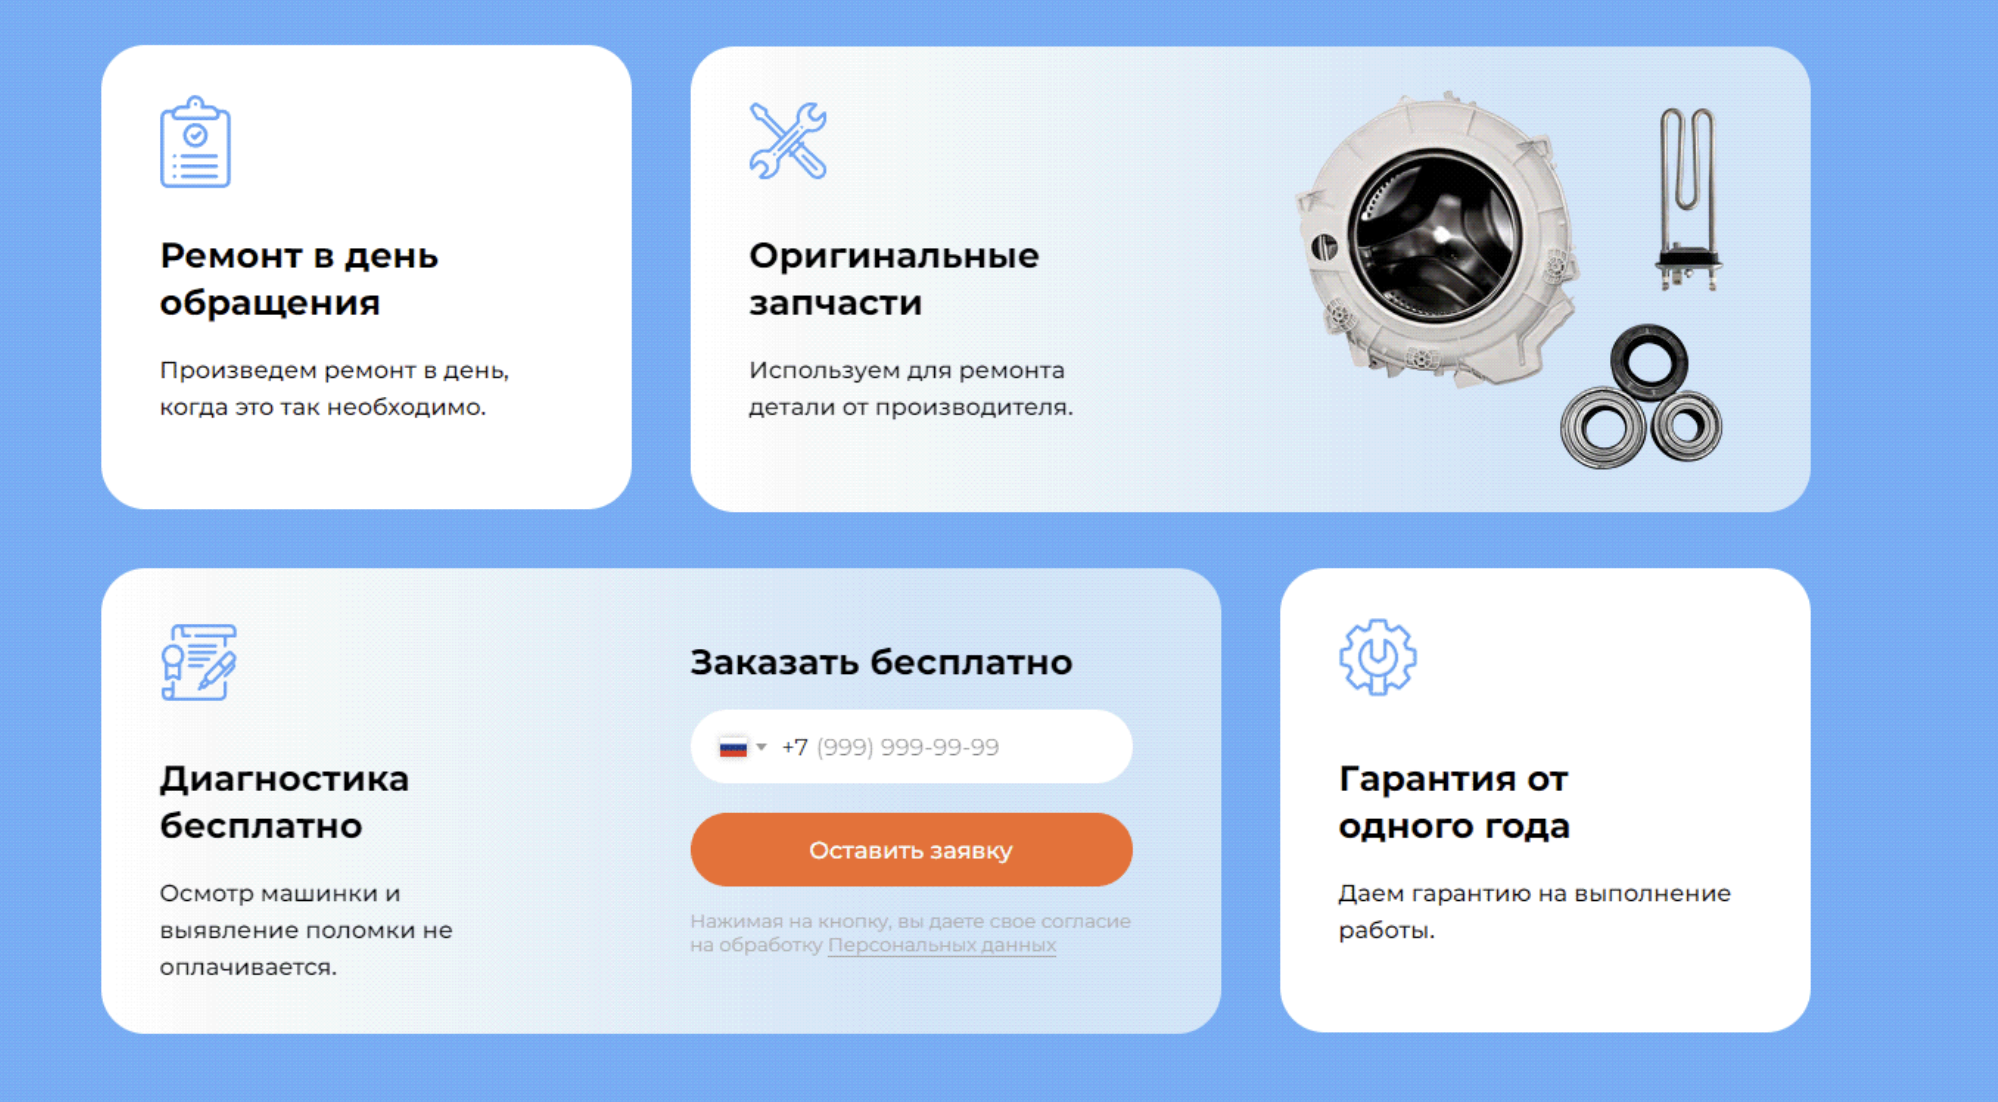 Ремонт в день
обращения
Произведем ремонт в день,
когда это так необходимо.
Оригинальные
запчасти
Используем для ремонта
детали от производителя.
Диагностика
бесплатно
Осмотр машинки и
выявление поломки не
оплачивается.
Заказать бесплатно
+7 (999) 999-99-99
Оставить заявку
Нажимая на кнопку, вы даете свое согласие
на обработку Персональных данных
Гарантия от
одного года
Даем гарантию на выполнение
работы.